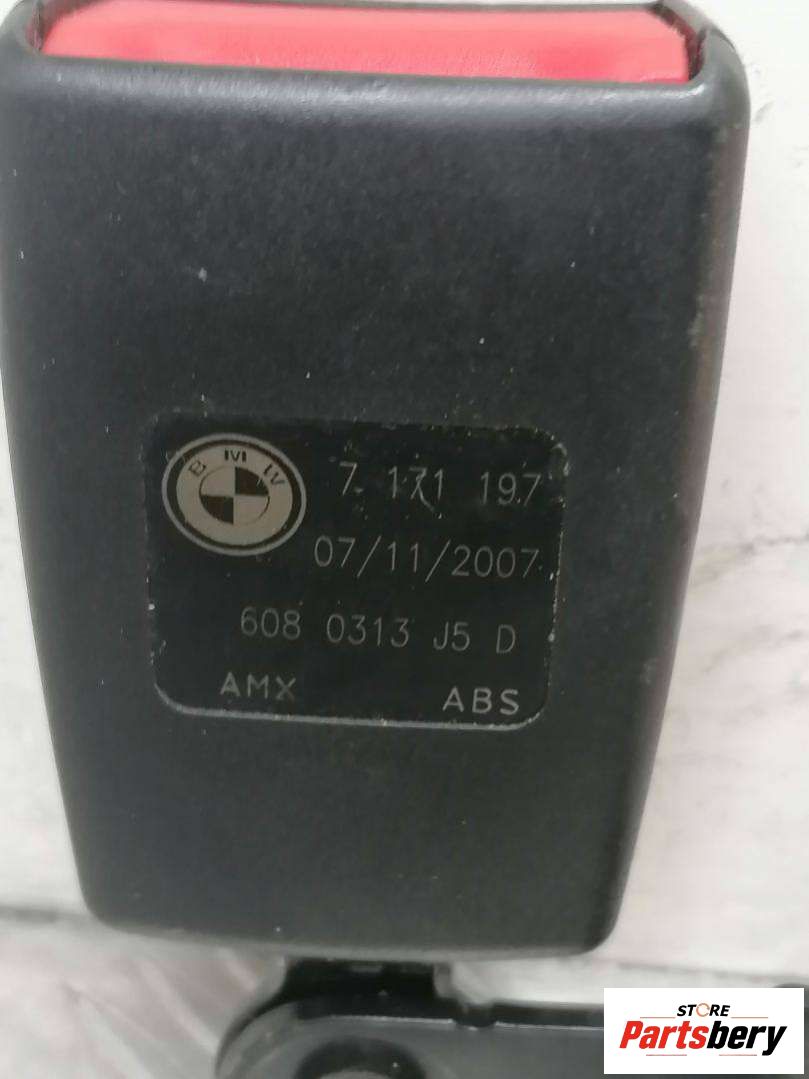 BMW
7 171 197
07/11/2007
608 0313 J5 D
AMX ABS
STORE
Partsbery